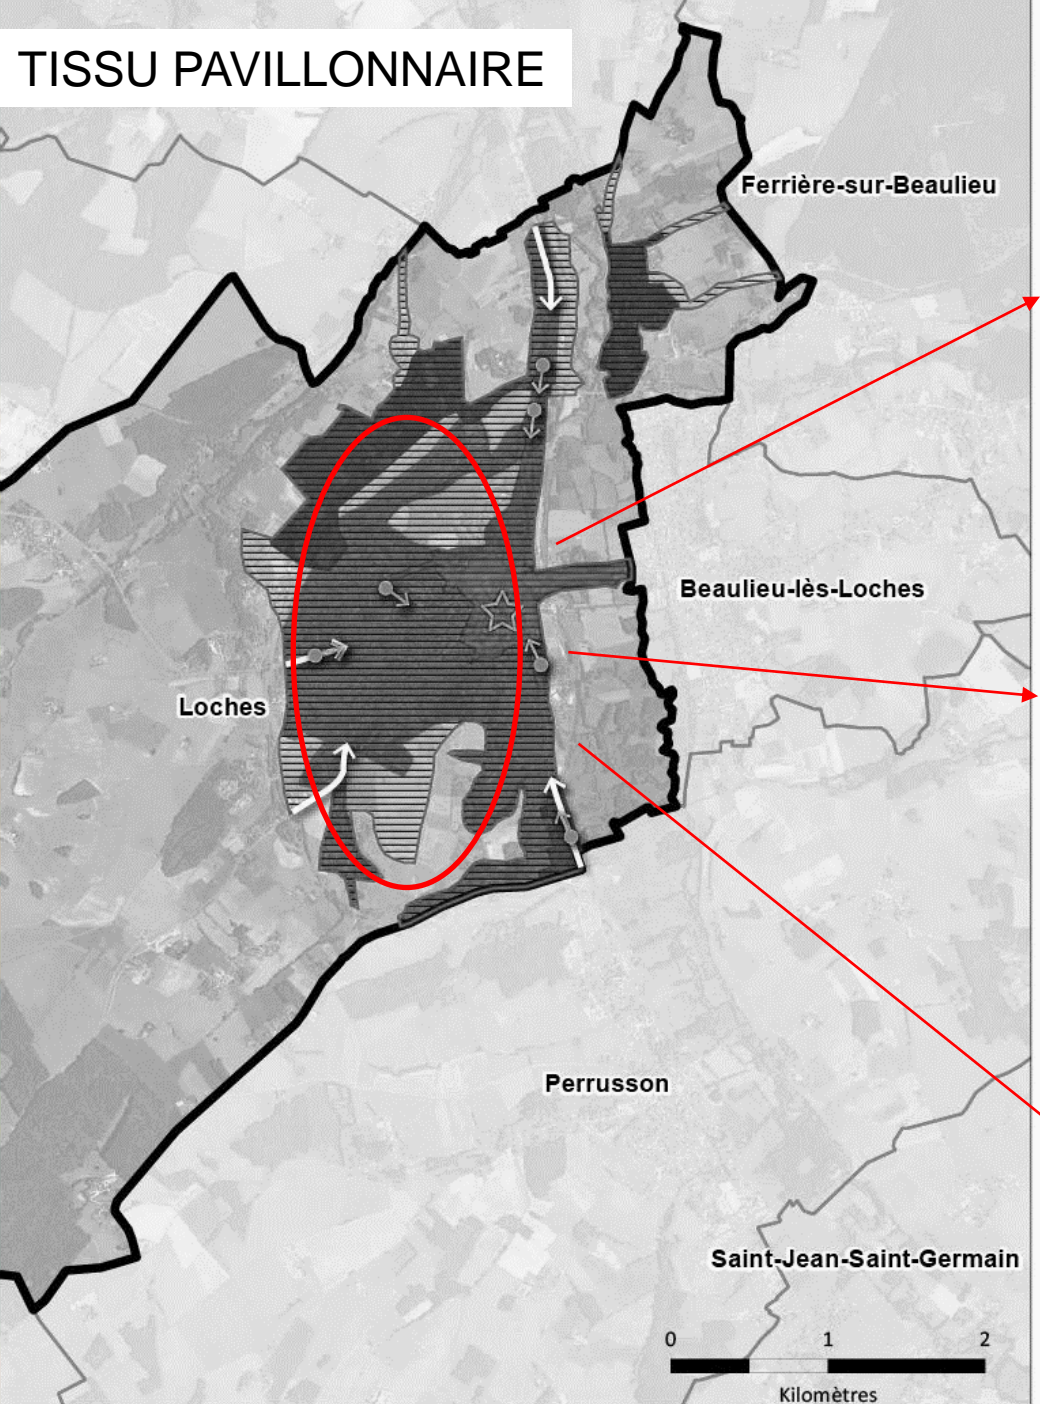 TISSU PAVILLONNAIRE
Ferrière-sur-Beaulieu
Beaulieu-lès-Loches
Loches
Perrusson
Saint-Jean-Saint-Germain
0 1 2
Kilomètres